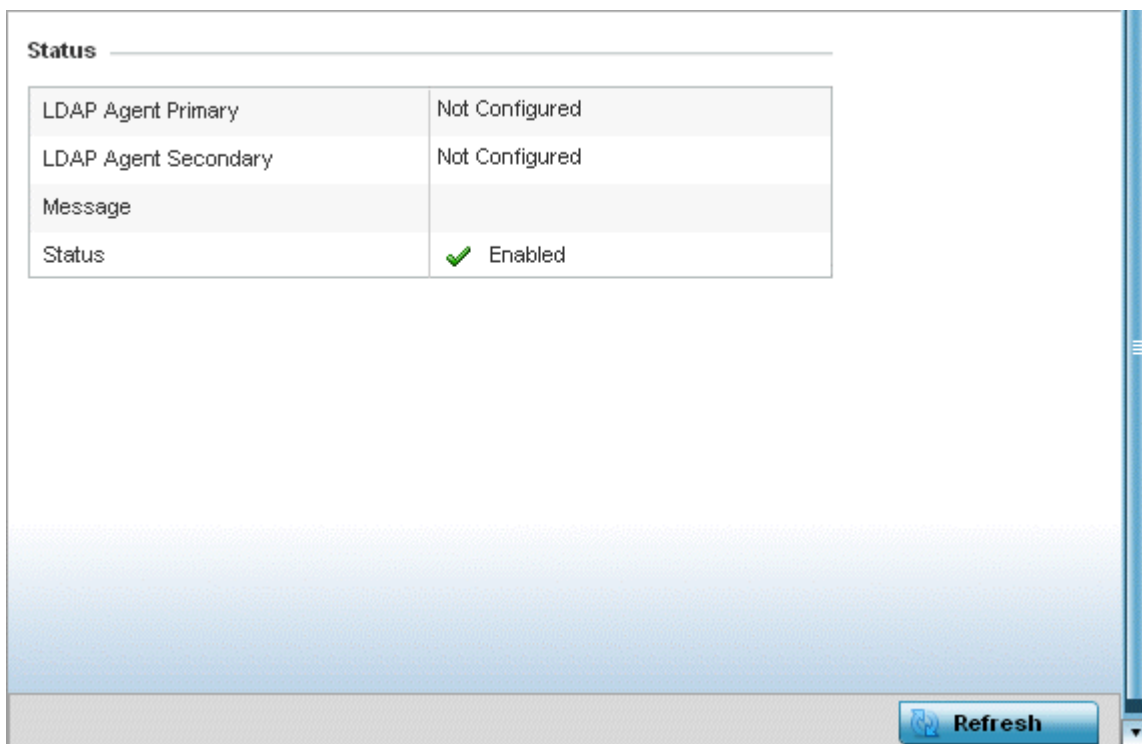 Status
LDAP Agent Primary Not Configured
LDAP Agent Secondary Not Configured
Message
Status Enabled
Refresh